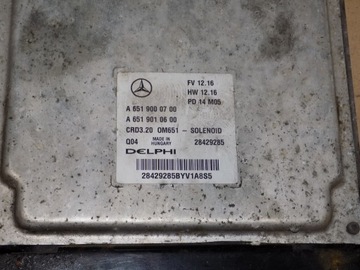 FV 12.16
HW 12.16
PD 14 M05
A 651 900 07 00
A 651 901 06 00
CRD3.20 OM651 - SOLENOID
Q04 MADE IN HUNGARY 28429285
DELPHI
28429285BYV1A8S5